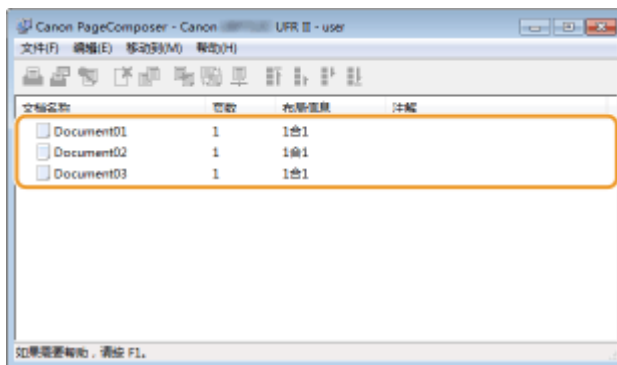 Canon PageComposer - Canon UFR II - user
文件(F) 编辑(E) 移动到(M) 帮助(H)
文档名称 页数 布局信息 注解
Document01 1 1合1
Document02 1 1合1
Document03 1 1合1
如果需要帮助，请按 F1。